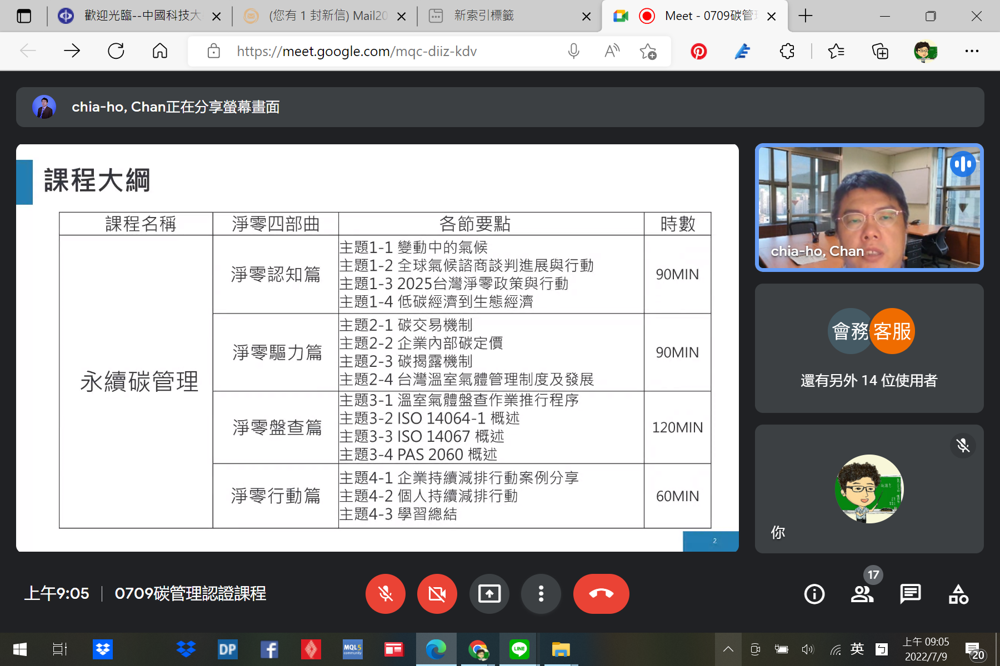 歡迎光臨--中國科技大
(您有 1 封新信) Mail20
新索引標籤
Meet - 0709碳管
https://meet.google.com/mqc-diiz-kdv
chia-ho, Chan正在分享螢幕畫面
課程大綱
課程名稱 淨零四部曲 各節要點 時數
永續碳管理
淨零認知篇
主題1-1 變動中的氣候
主題1-2 全球氣候諮商談判進展與行動
主題1-3 2025台灣淨零政策與行動
主題1-4 低碳經濟到生態經濟
90MIN
淨零驅力篇
主題2-1 碳交易機制
主題2-2 企業內部碳定價
主題2-3 碳揭露機制
主題2-4 台灣溫室氣體管理制度及發展
90MIN
淨零盤查篇
主題3-1 溫室氣體盤查作業推行程序
主題3-2 ISO 14064-1 概述
主題3-3 ISO 14067 概述
主題3-4 PAS 2060 概述
120MIN
淨零行動篇
主題4-1 企業持續減排行動案例分享
主題4-2 個人持續減排行動
主題4-3 學習總結
60MIN
2
chia-ho, Chan
會務
客服
還有另外 14 位使用者
你
上午9:05
0709碳管理認證課程
17
DP
MQL5
community
LINE
英
ㄅ
上午 09:05
2022/7/9
20